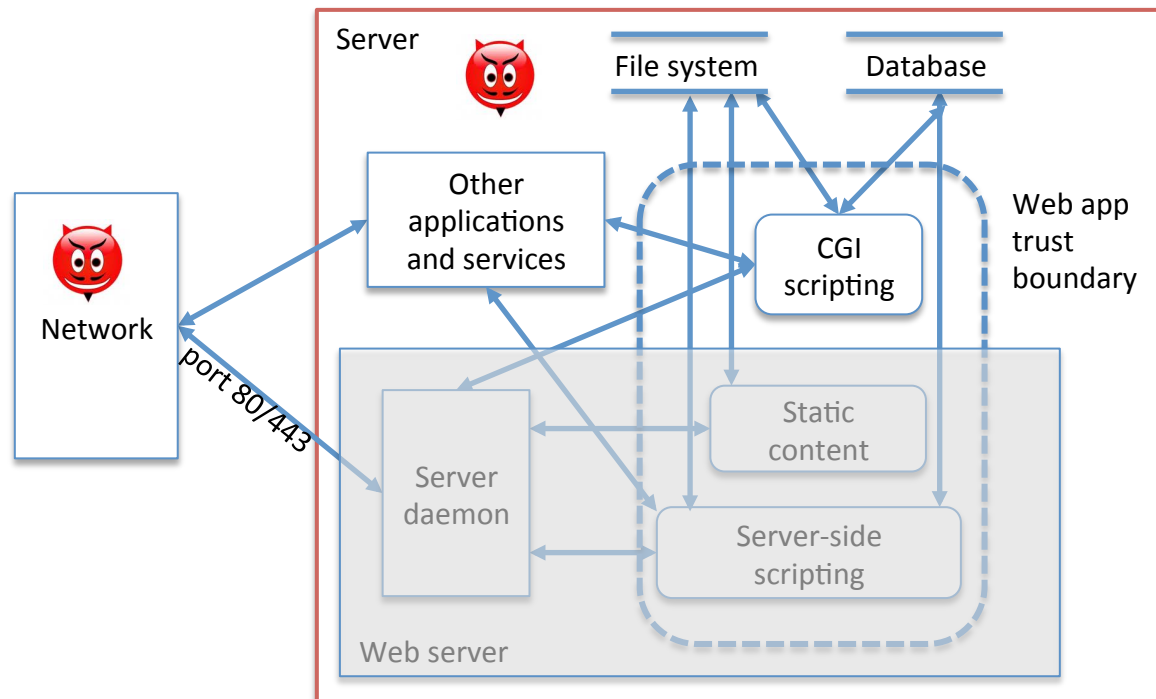 Server
File system
Database
Other
applications
and services
Web app
trust
boundary
CGI
scripting
Network
port 80/443
Static
content
Server
daemon
Server-side
scripting
Web server